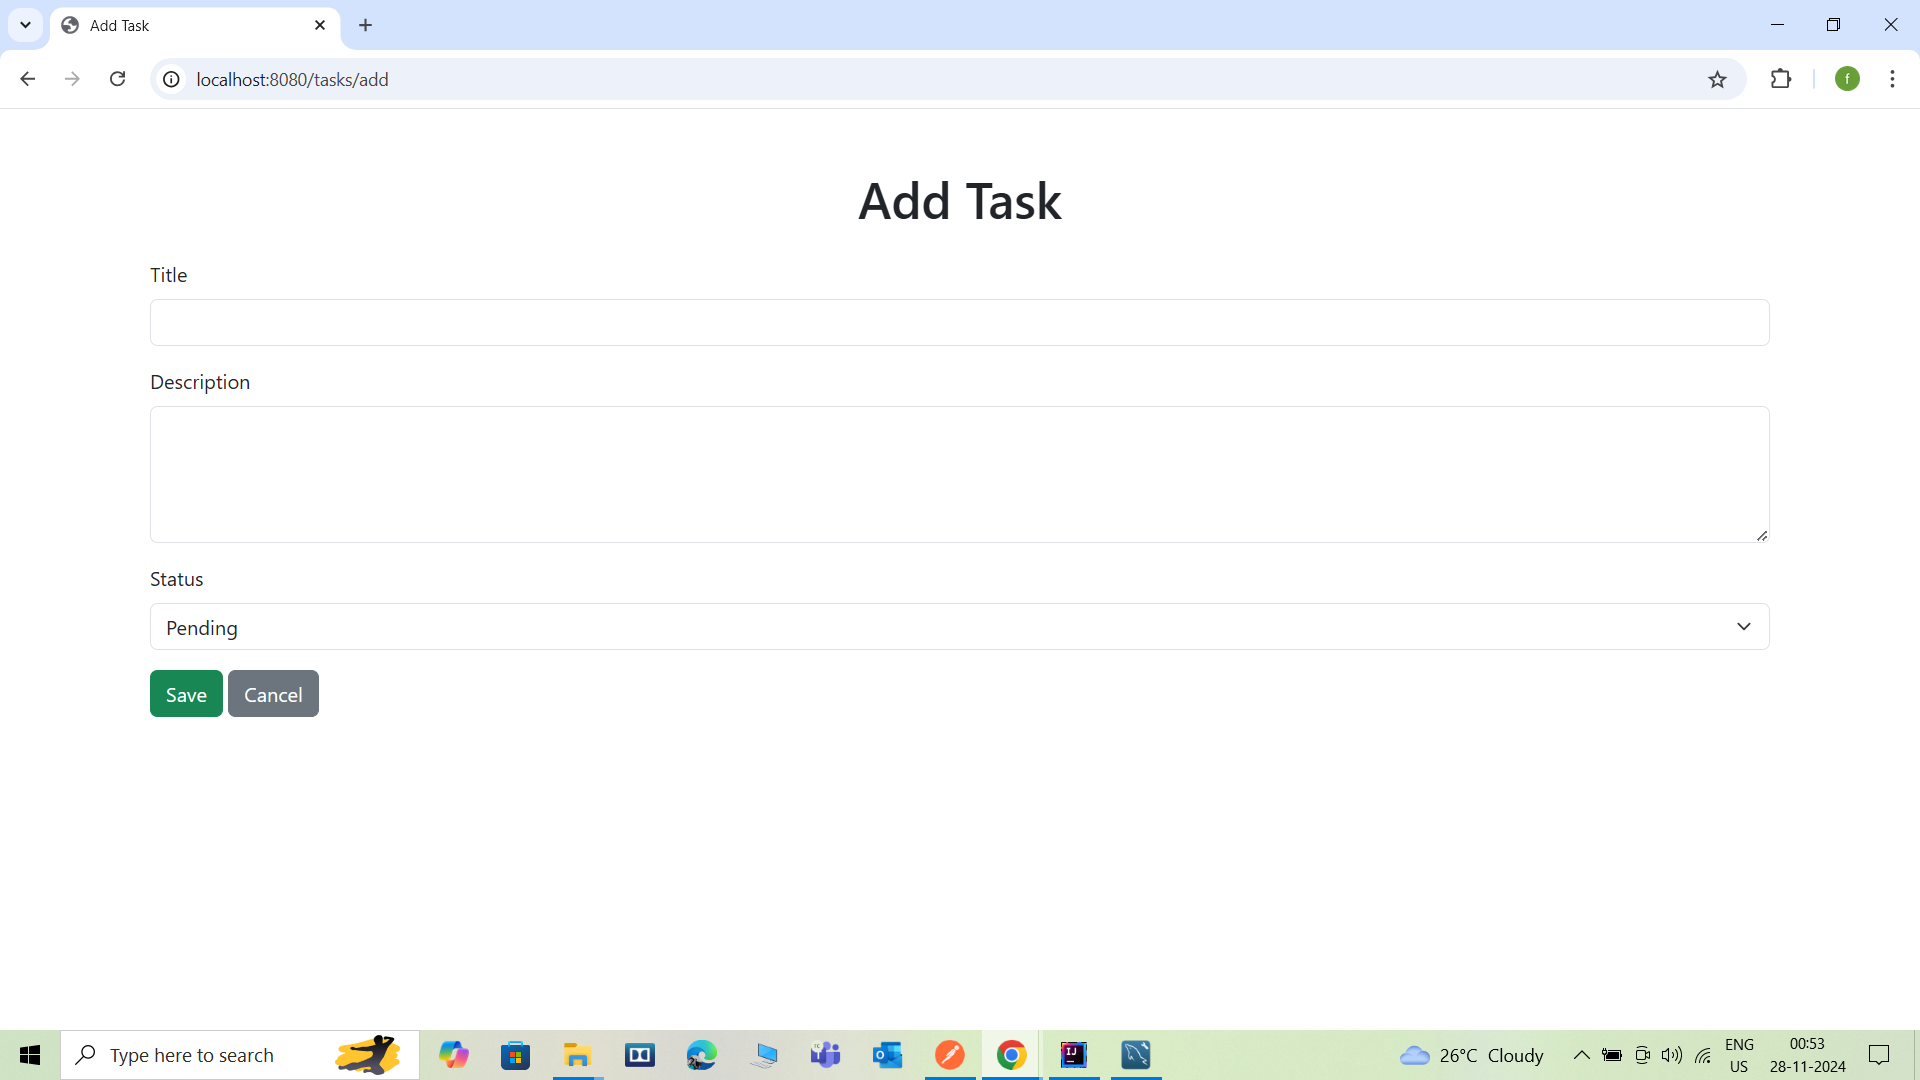 Add Task
localhost:8080/tasks/add
f
Add Task
Title
Description
Status
Pending
Save Cancel
Type here to search
26°C Cloudy
ENG
US
00:53
28-11-2024